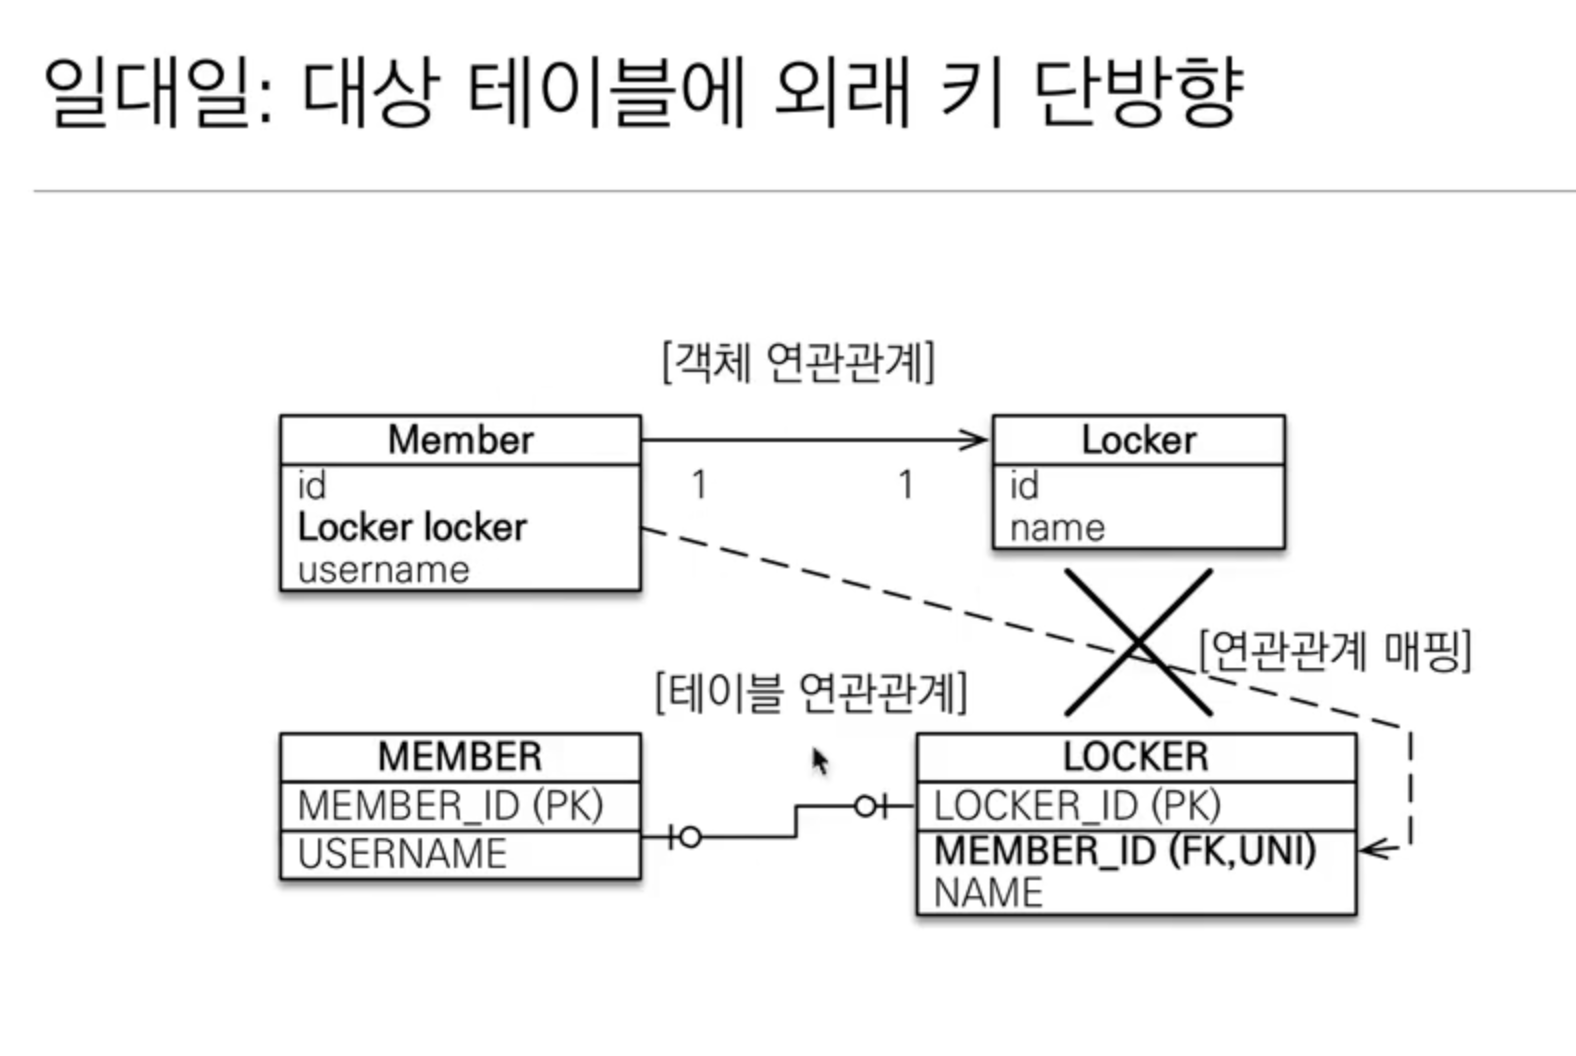 일대일: 대상 테이블에 외래 키 단방향
[객체 연관관계]
Member
id
Locker locker
username
1
1
Locker
id
name
[연관관계 매핑]
[테이블 연관관계]
MEMBER
MEMBER_ID (PK)
USERNAME
LOCKER
LOCKER_ID (PK)
MEMBER_ID (FK,UNI)
NAME